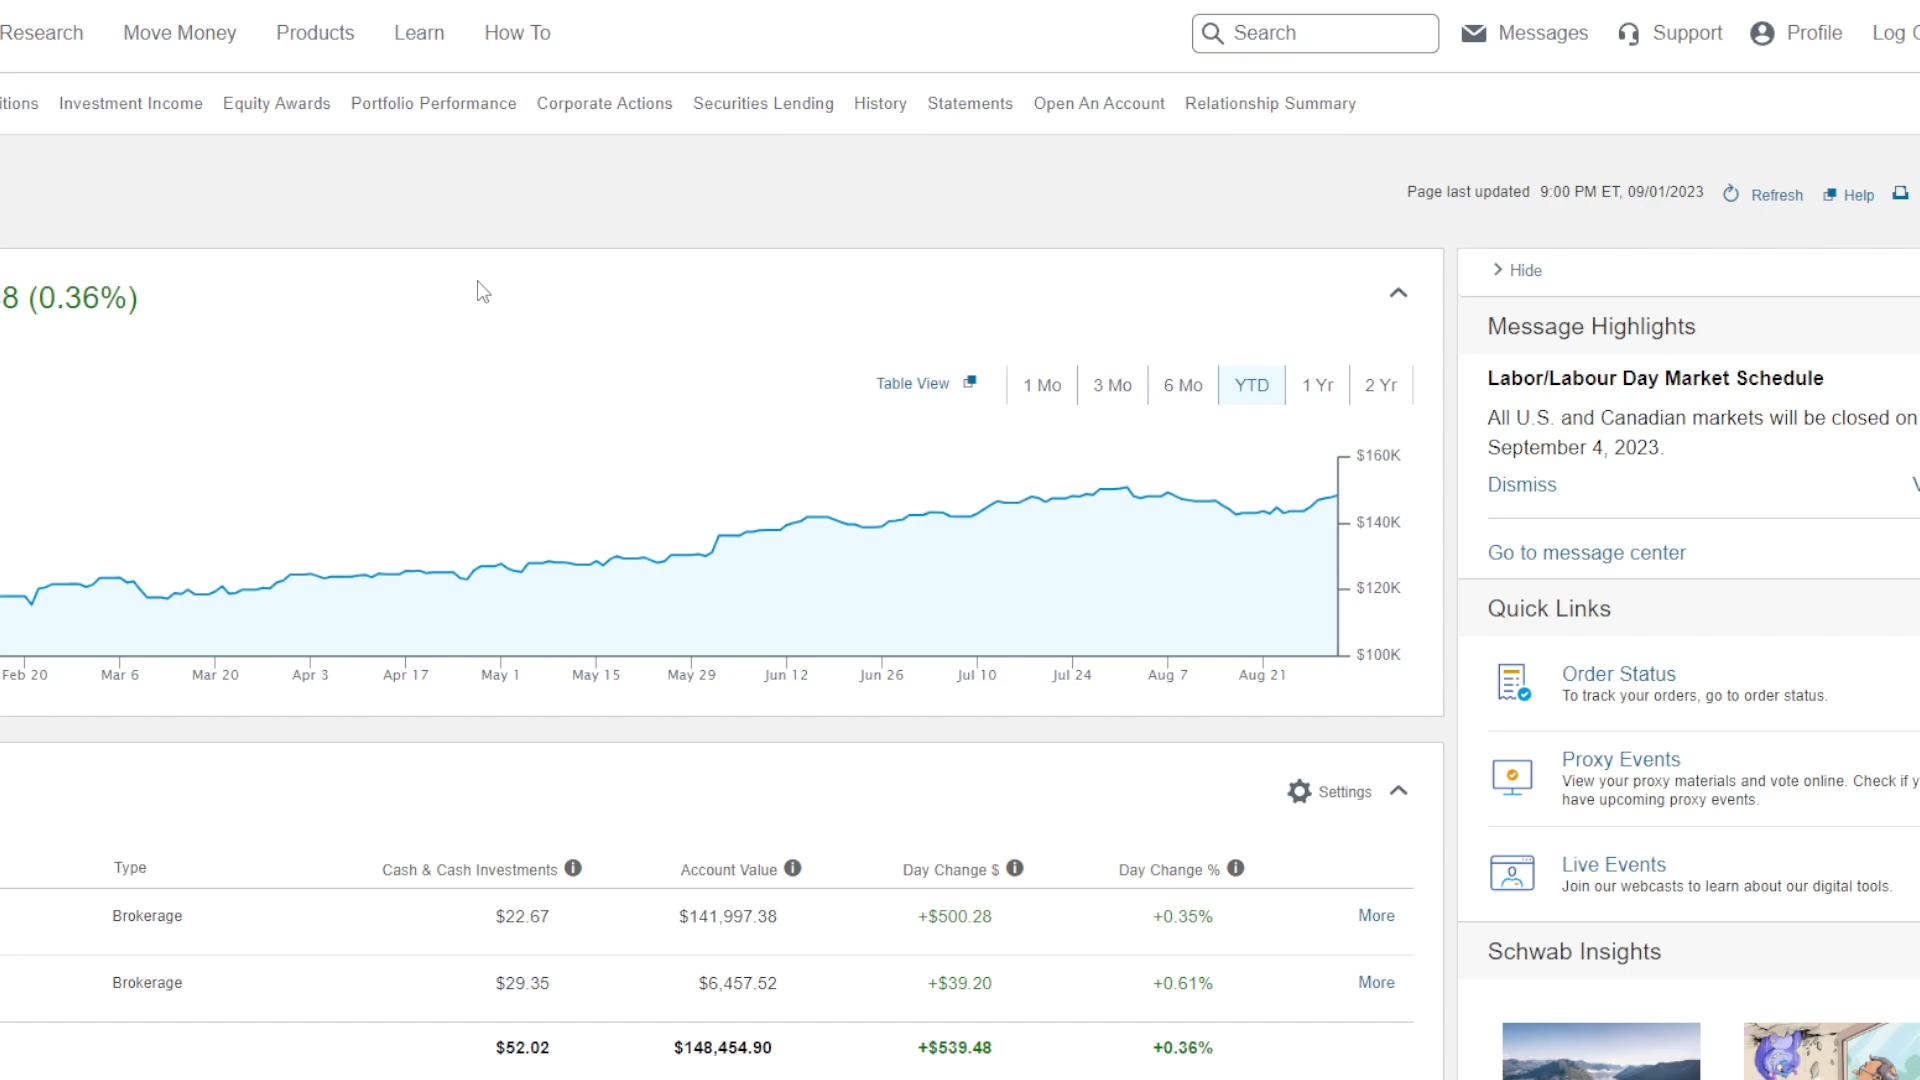 Research Move Money Products Learn How To Search Messages Support Profile Log
Investment Income Equity Awards Portfolio Performance Corporate Actions Securities Lending History Statements Open An Account Relationship Summary
Page last updated 9:00 PM ET, 09/01/2023 Refresh Help
8 (0.36%)
Table View 1 Mo 3 Mo 6 Mo YTD 1 Yr 2 Yr
$160K
$140K
$120K
$100K
Feb 20 Mar 6 Mar 20 Apr 3 Apr 17 May 1 May 15 May 29 Jun 12 Jun 26 Jul 10 Jul 24 Aug 7 Aug 21
Settings
Type Cash & Cash Investments Account Value Day Change $ Day Change %
Brokerage $22.67 $141,997.38 +$500.28 +0.35% More
Brokerage $29.35 $6,457.52 +$39.20 +0.61% More
$52.02 $148,454.90 +$539.48 +0.36%
Hide
Message Highlights
Labor/Labour Day Market Schedule
All U.S. and Canadian markets will be closed on
September 4, 2023.
Dismiss
Go to message center
Quick Links
Order Status
To track your orders, go to order status.
Proxy Events
View your proxy materials and vote online. Check if
have upcoming proxy events.
Live Events
Join our webcasts to learn about our digital tools.
Schwab Insights